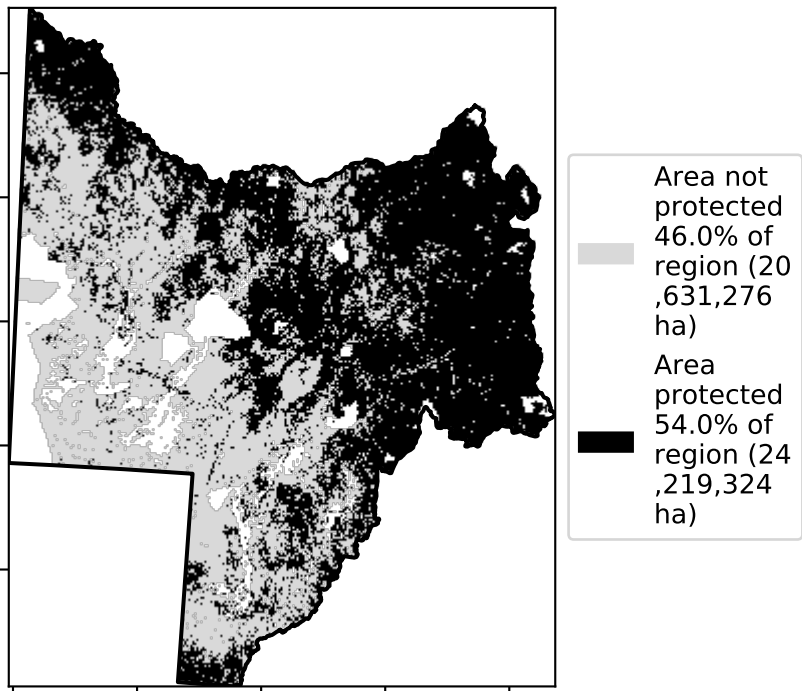 Area not
protected
46.0% of
region (20
,631,276
ha)
Area
protected
54.0% of
region (24
,219,324
ha)